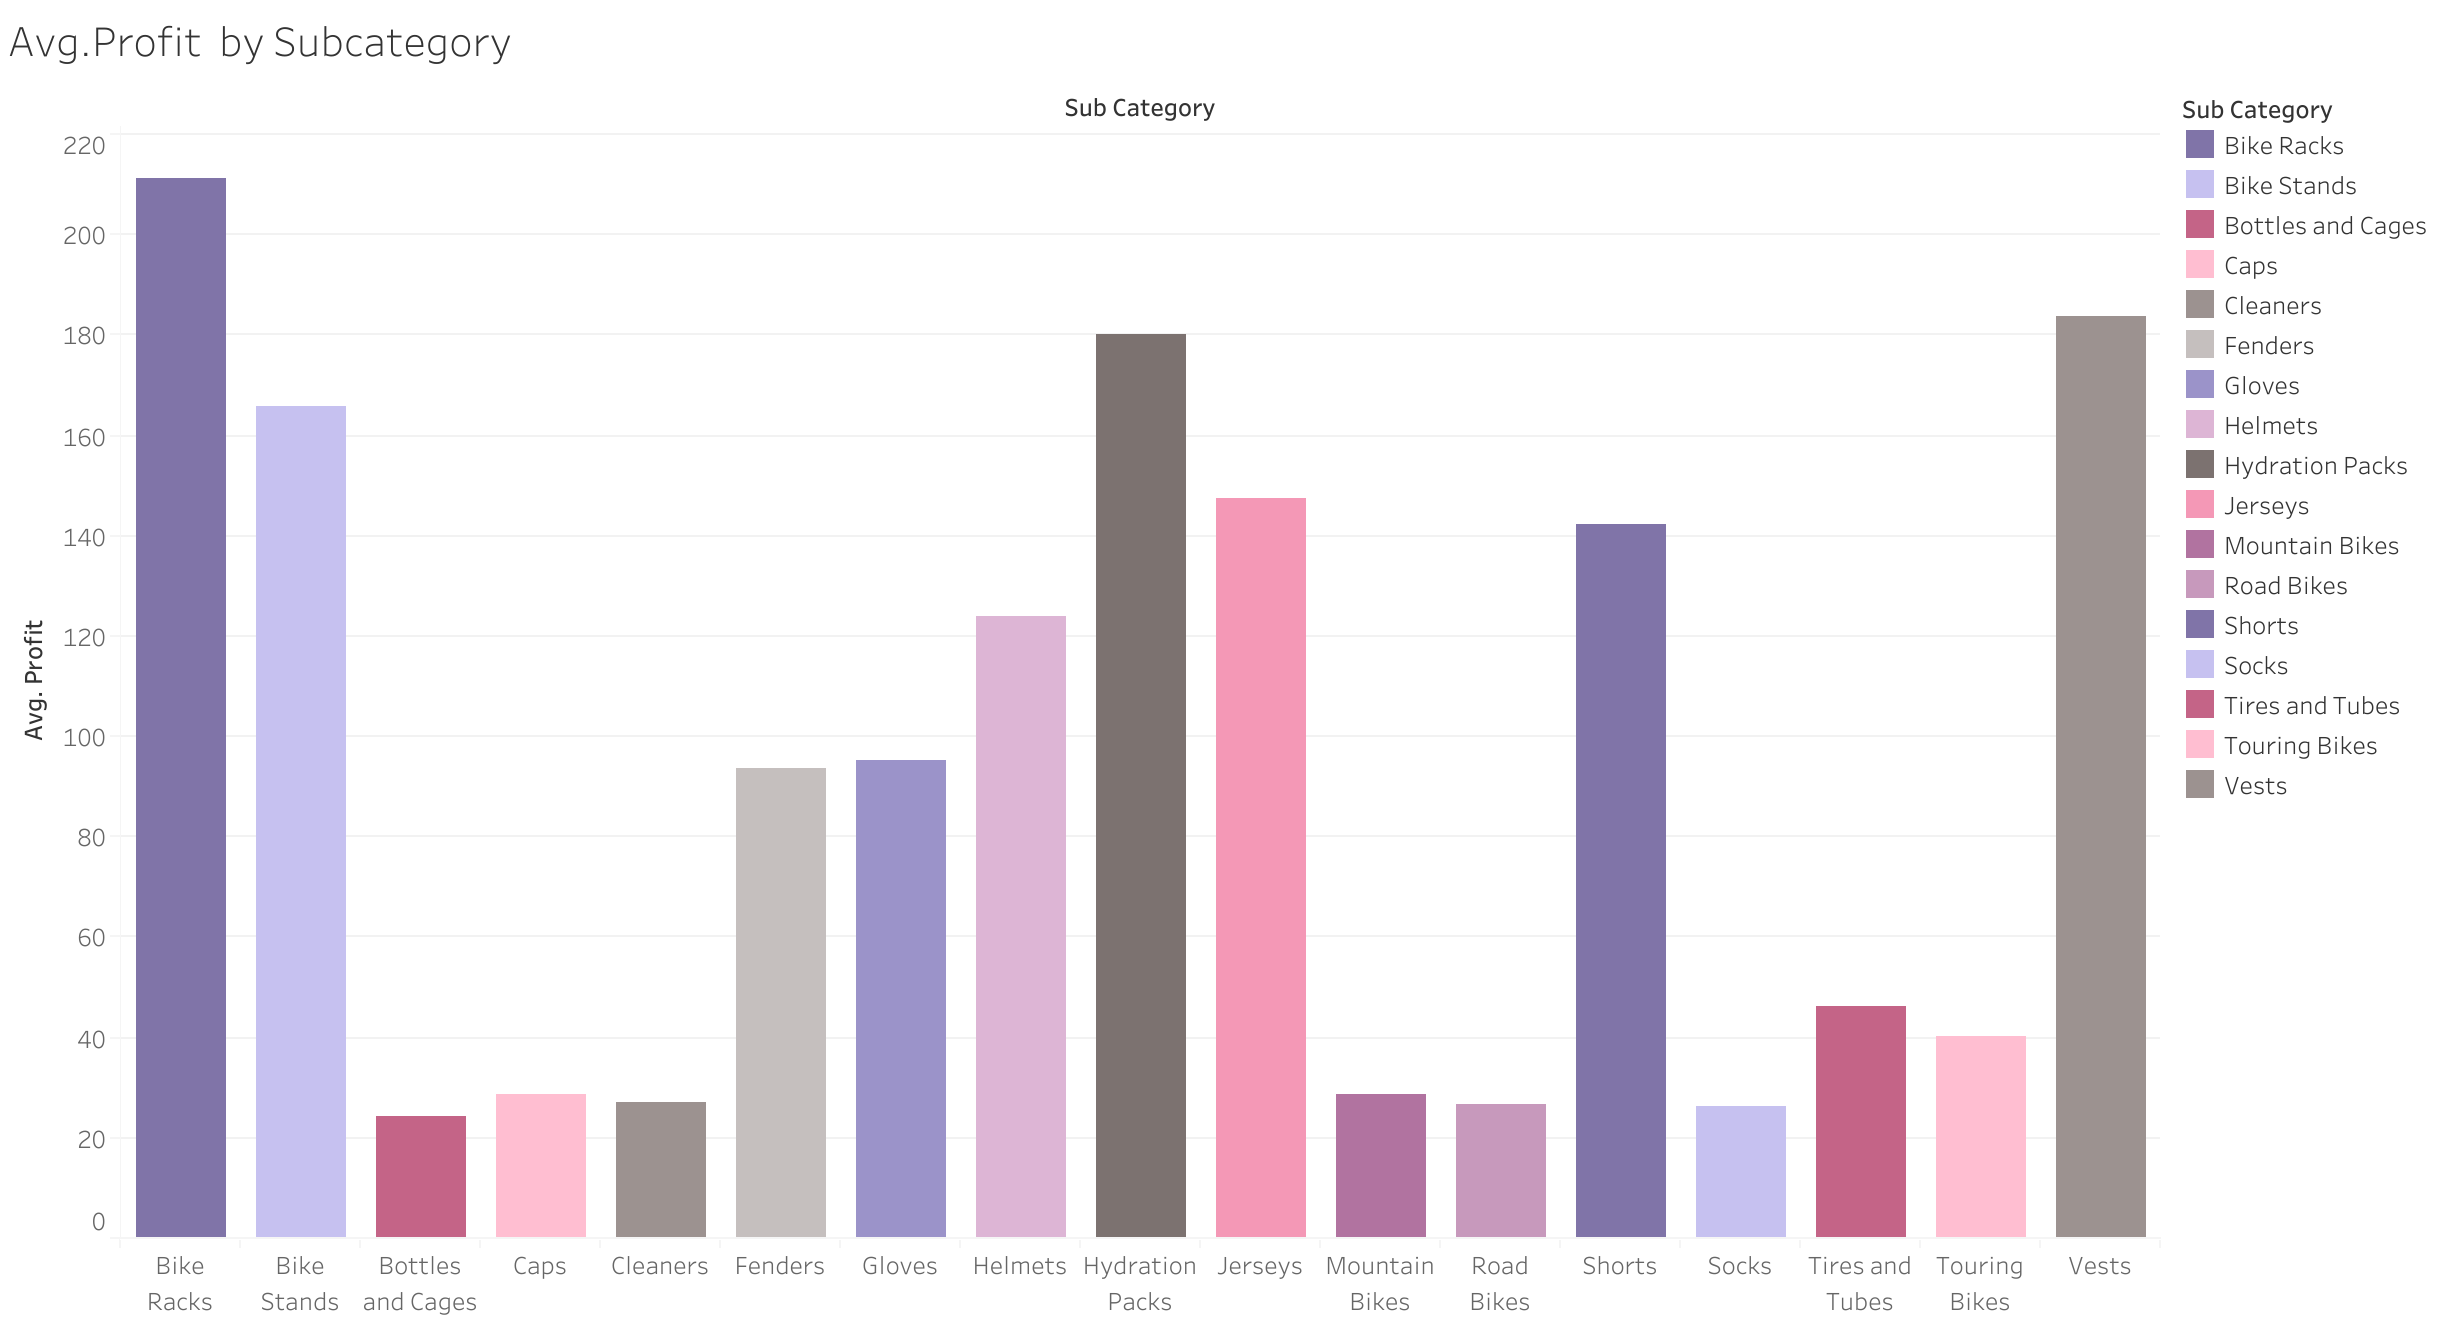 Avg.Profit by Subcategory
Sub Category
220
200
180
160
140
120
100
80
60
40
20
0
Avg. Profit
Bike Racks
Bike Stands
Bottles and Cages
Caps
Cleaners
Fenders
Gloves
Helmets
Hydration Packs
Jerseys
Mountain Bikes
Road Bikes
Shorts
Socks
Tires and Tubes
Touring Bikes
Vests
Sub Category
Bike Racks
Bike Stands
Bottles and Cages
Caps
Cleaners
Fenders
Gloves
Helmets
Hydration Packs
Jerseys
Mountain Bikes
Road Bikes
Shorts
Socks
Tires and Tubes
Touring Bikes
Vests